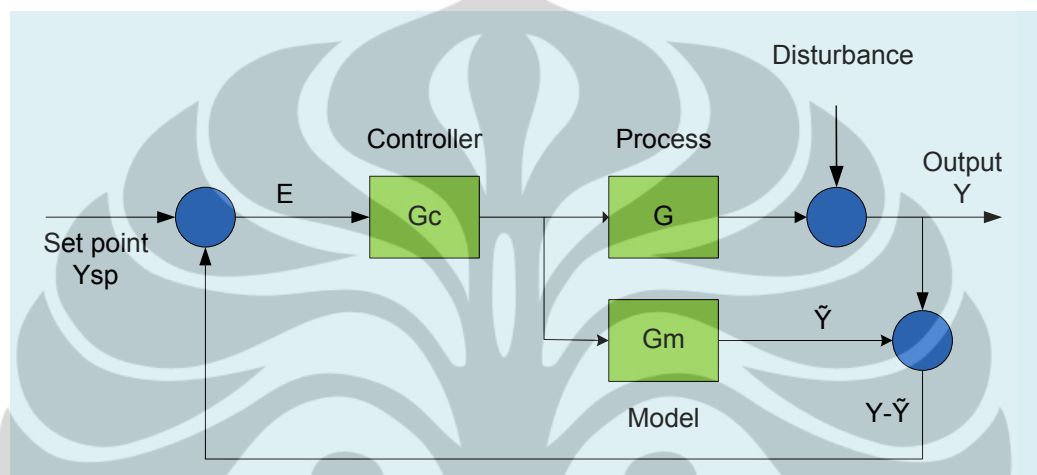 Disturbance
Controller
Process
Output
Y
E
Gc
G
Set point
Ysp
Ỹ
Gm
Y-Ỹ
Model